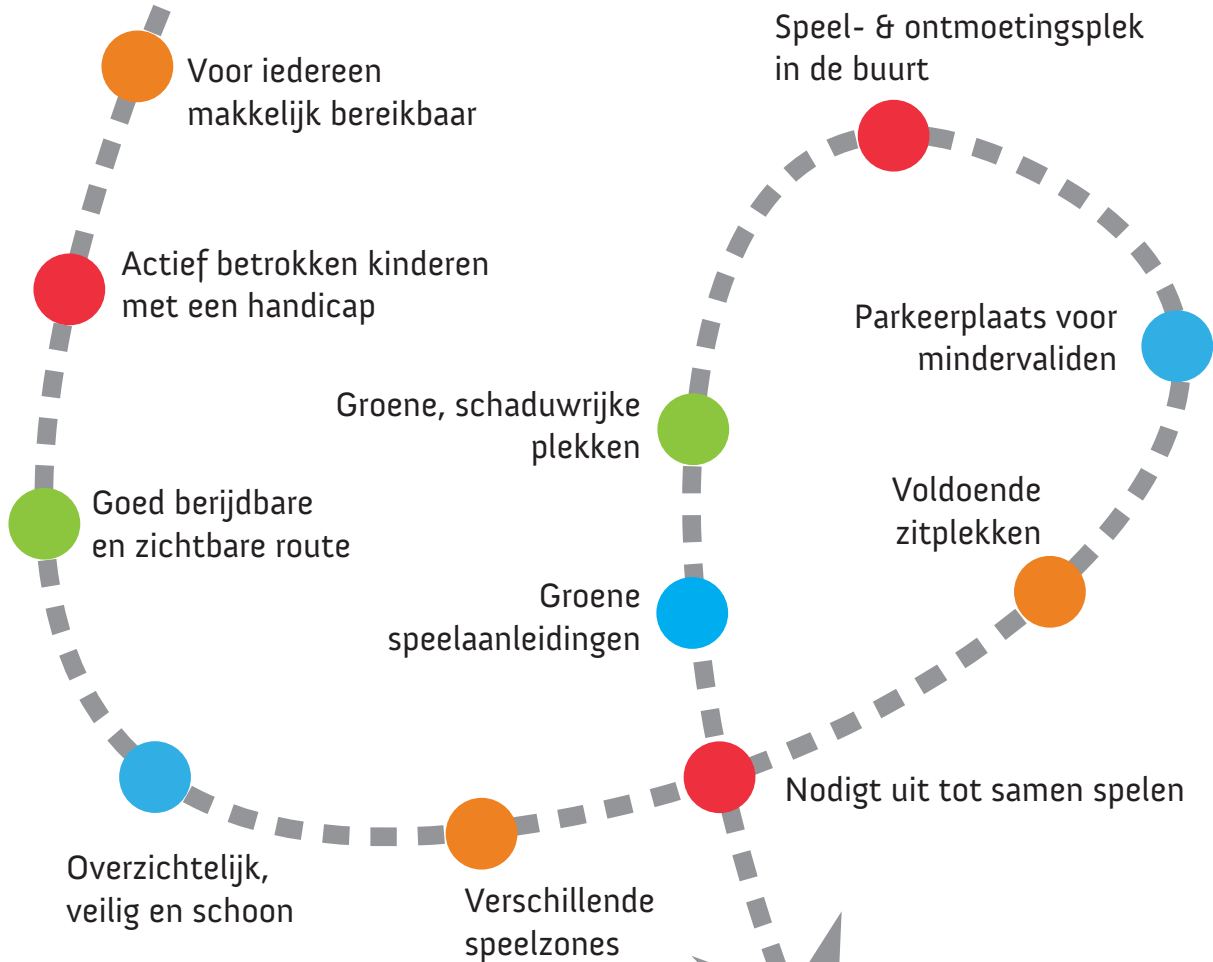 Voor iedereen
makkelijk bereikbaar
Actief betrokken kinderen
met een handicap
Goed berijdbare
en zichtbare route
Overzichtelijk,
veilig en schoon
Verschillende
speelzones
Nodigt uit tot samen spelen
Voldoende
zitplekken
Parkeerplaats voor
mindervaliden
Speel- & ontmoetingsplek
in de buurt
Groene, schaduwrijke
plekken
Groene
speelaanleidingen